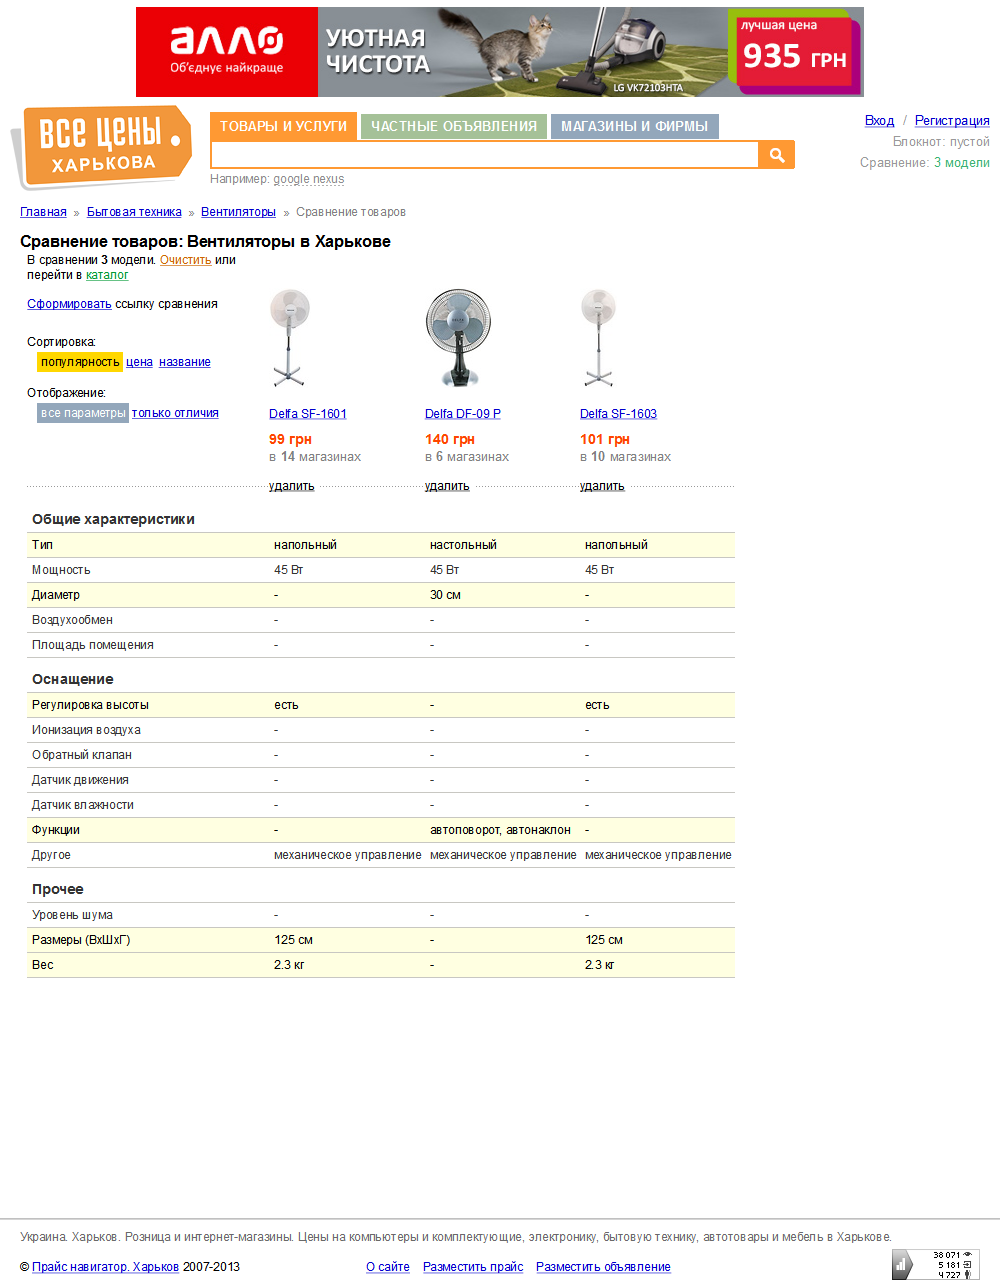 алло
Об'єднує найкраще
УЮТНАЯ
ЧИСТОТА
LG VK72103HTA
лучшая цена
935 ГРН
ВСЕ ЦЕНЫ
ХАРЬКОВА
ТОВАРЫ И УСЛУГИ
ЧАСТНЫЕ ОБЪЯВЛЕНИЯ
МАГАЗИНЫ И ФИРМЫ
Например: google nexus
Вход / Регистрация
Блокнот: пустой
Сравнение: 3 модели
Главная » Бытовая техника » Вентиляторы » Сравнение товаров
Сравнение товаров: Вентиляторы в Харькове
В сравнении 3 модели. Очистить или
перейти в каталог
Сформировать ссылку сравнения
Сортировка:
популярность цена название
Отображение:
все параметры только отличия
Delfa SF-1601 Delfa DF-09 P Delfa SF-1603
99 грн 140 грн 101 грн
в 14 магазинах в 6 магазинах в 10 магазинах
удалить удалить удалить
Общие характеристики
Тип напольный настольный напольный
Мощность 45 Вт 45 Вт 45 Вт
Диаметр - 30 см -
Воздухообмен - - -
Площадь помещения - - -
Оснащение
Регулировка высоты есть - есть
Ионизация воздуха - - -
Обратный клапан - - -
Датчик движения - - -
Датчик влажности - - -
Функции - автоповорот, автонаклон -
Другое механическое управление механическое управление механическое управление
Прочее
Уровень шума - - -
Размеры (ВхШхГ) 125 см - 125 см
Вес 2.3 кг - 2.3 кг
Украина. Харьков. Розница и интернет-магазины. Цены на компьютеры и комплектующие, электронику, бытовую технику, автотовары и мебель в Харькове.
© Прайс навигатор. Харьков 2007-2013 О сайте Разместить прайс Разместить объявление
38 071
5 181
4 727